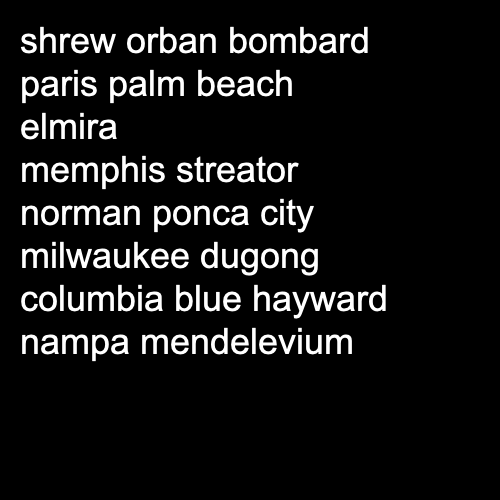 shrew orban bombard
paris palm beach
elmira
memphis streator
norman ponca city
milwaukee dugong
columbia blue hayward
nampa mendelevium